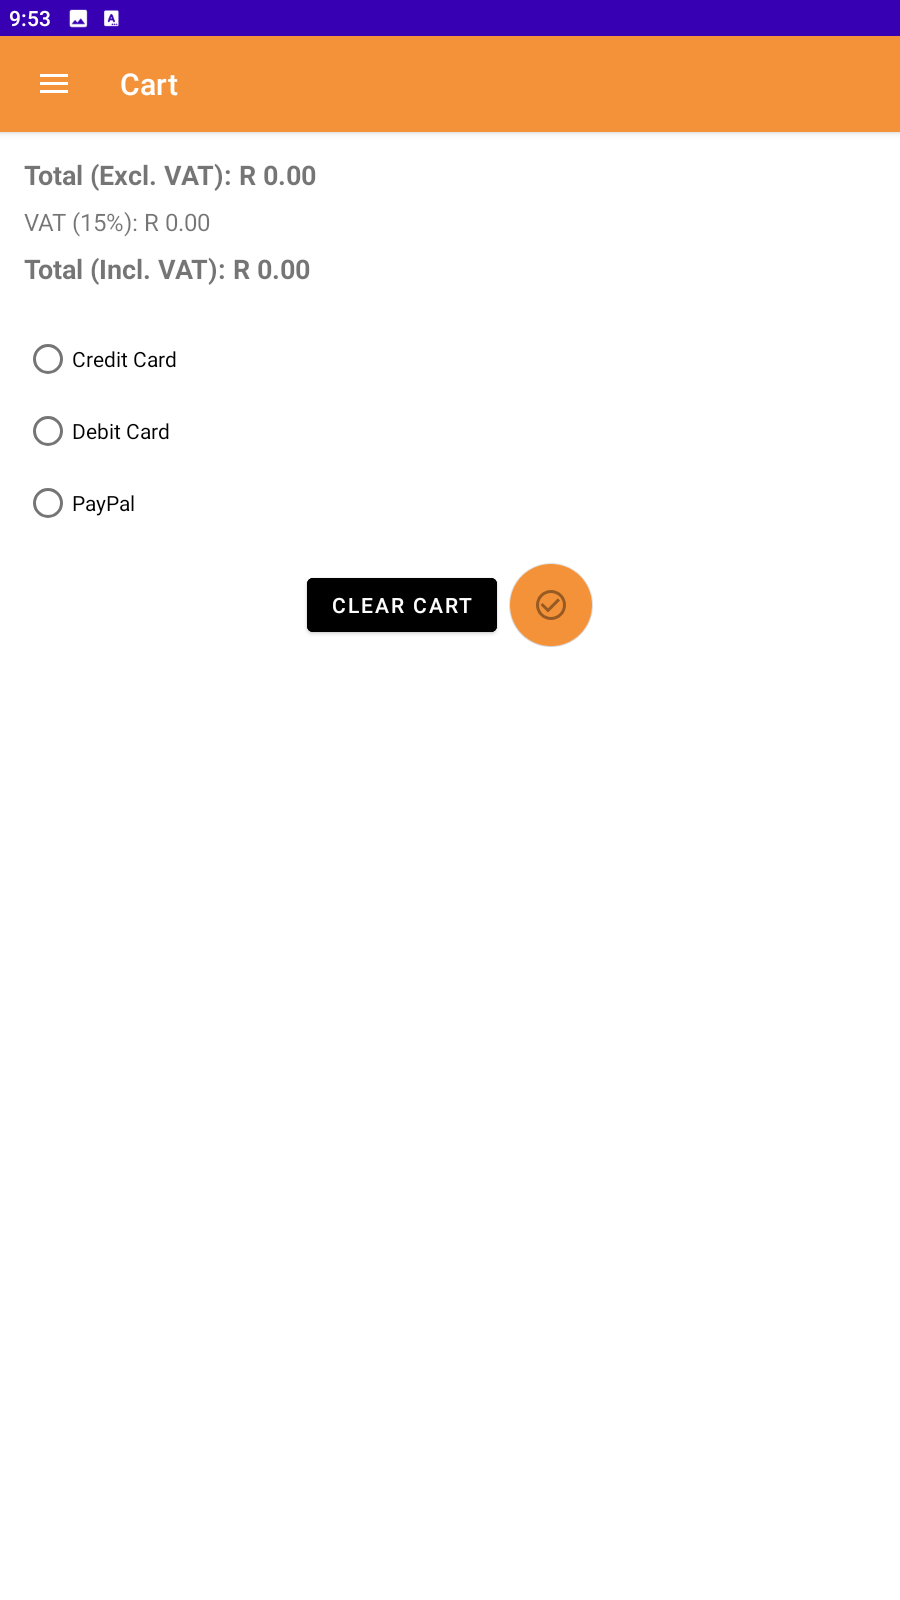 9:53
Cart
Total (Excl. VAT): R 0.00
VAT (15%): R 0.00
Total (Incl. VAT): R 0.00
Credit Card
Debit Card
PayPal
CLEAR CART